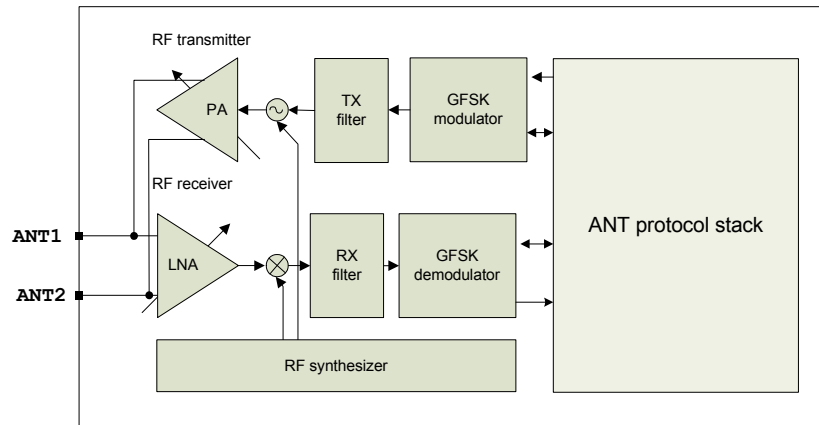 RF transmitter
PA
TX
filter
GFSK
modulator
RF receiver
ANT1
LNA
RX
filter
GFSK
demodulator
ANT protocol stack
ANT2
RF synthesizer